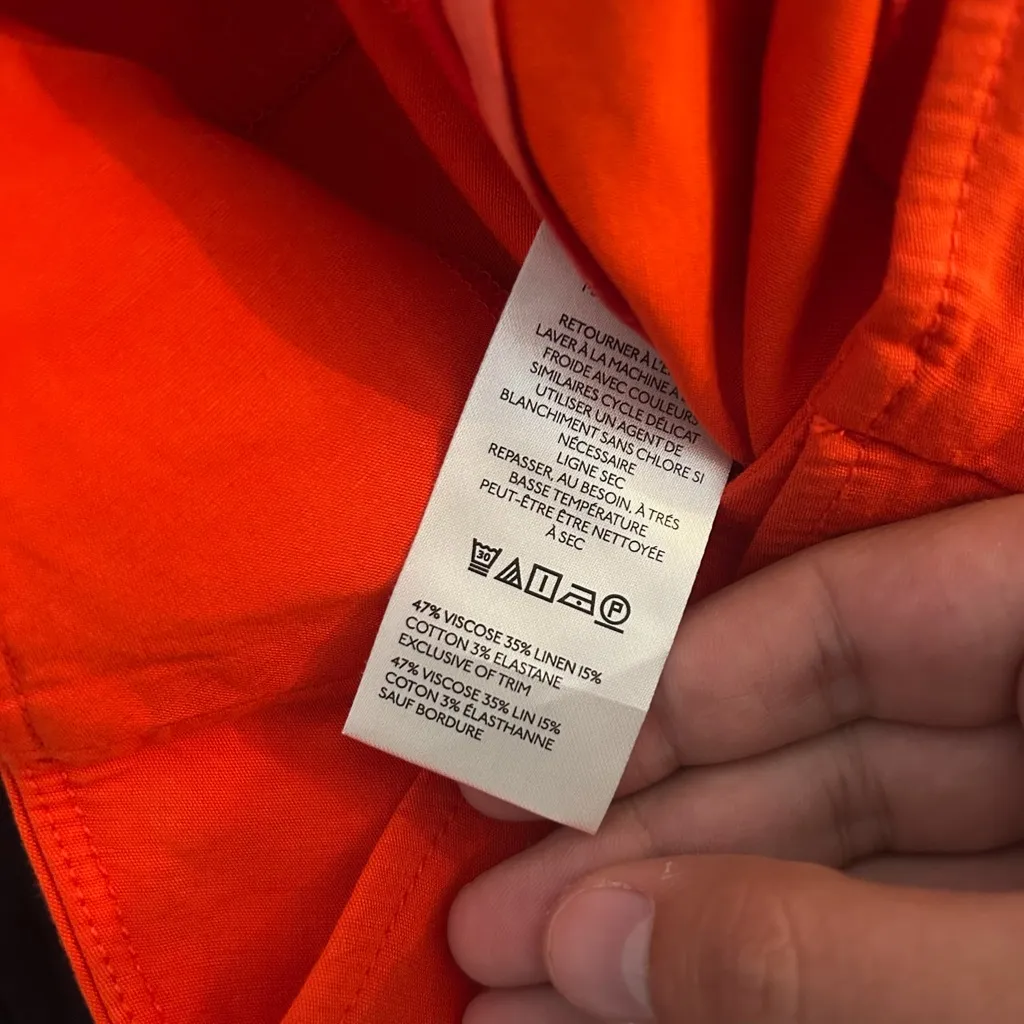 RETOURNER À
LAVER À LA MACHINE
FROIDE AVEC COULEURS
SIMILAIRES CYCLE DÉLICAT
UTILISER UN AGENT DE
BLANCHIMENT SANS CHLORE SI
NÉCESSAIRE
LIGNE SEC
REPASSER, AU BESOIN, À TRÉS
BASSE TEMPÉRATURE
PEUT-ÊTRE ÊTRE NETTOYÉE
À SEC
30 P
47% VISCOSE 35% LINEN 15%
COTTON 3% ELASTANE
EXCLUSIVE OF TRIM
47% VISCOSE 35% LIN 15%
COTON 3% ÉLASTHANNE
SAUF BORDURE